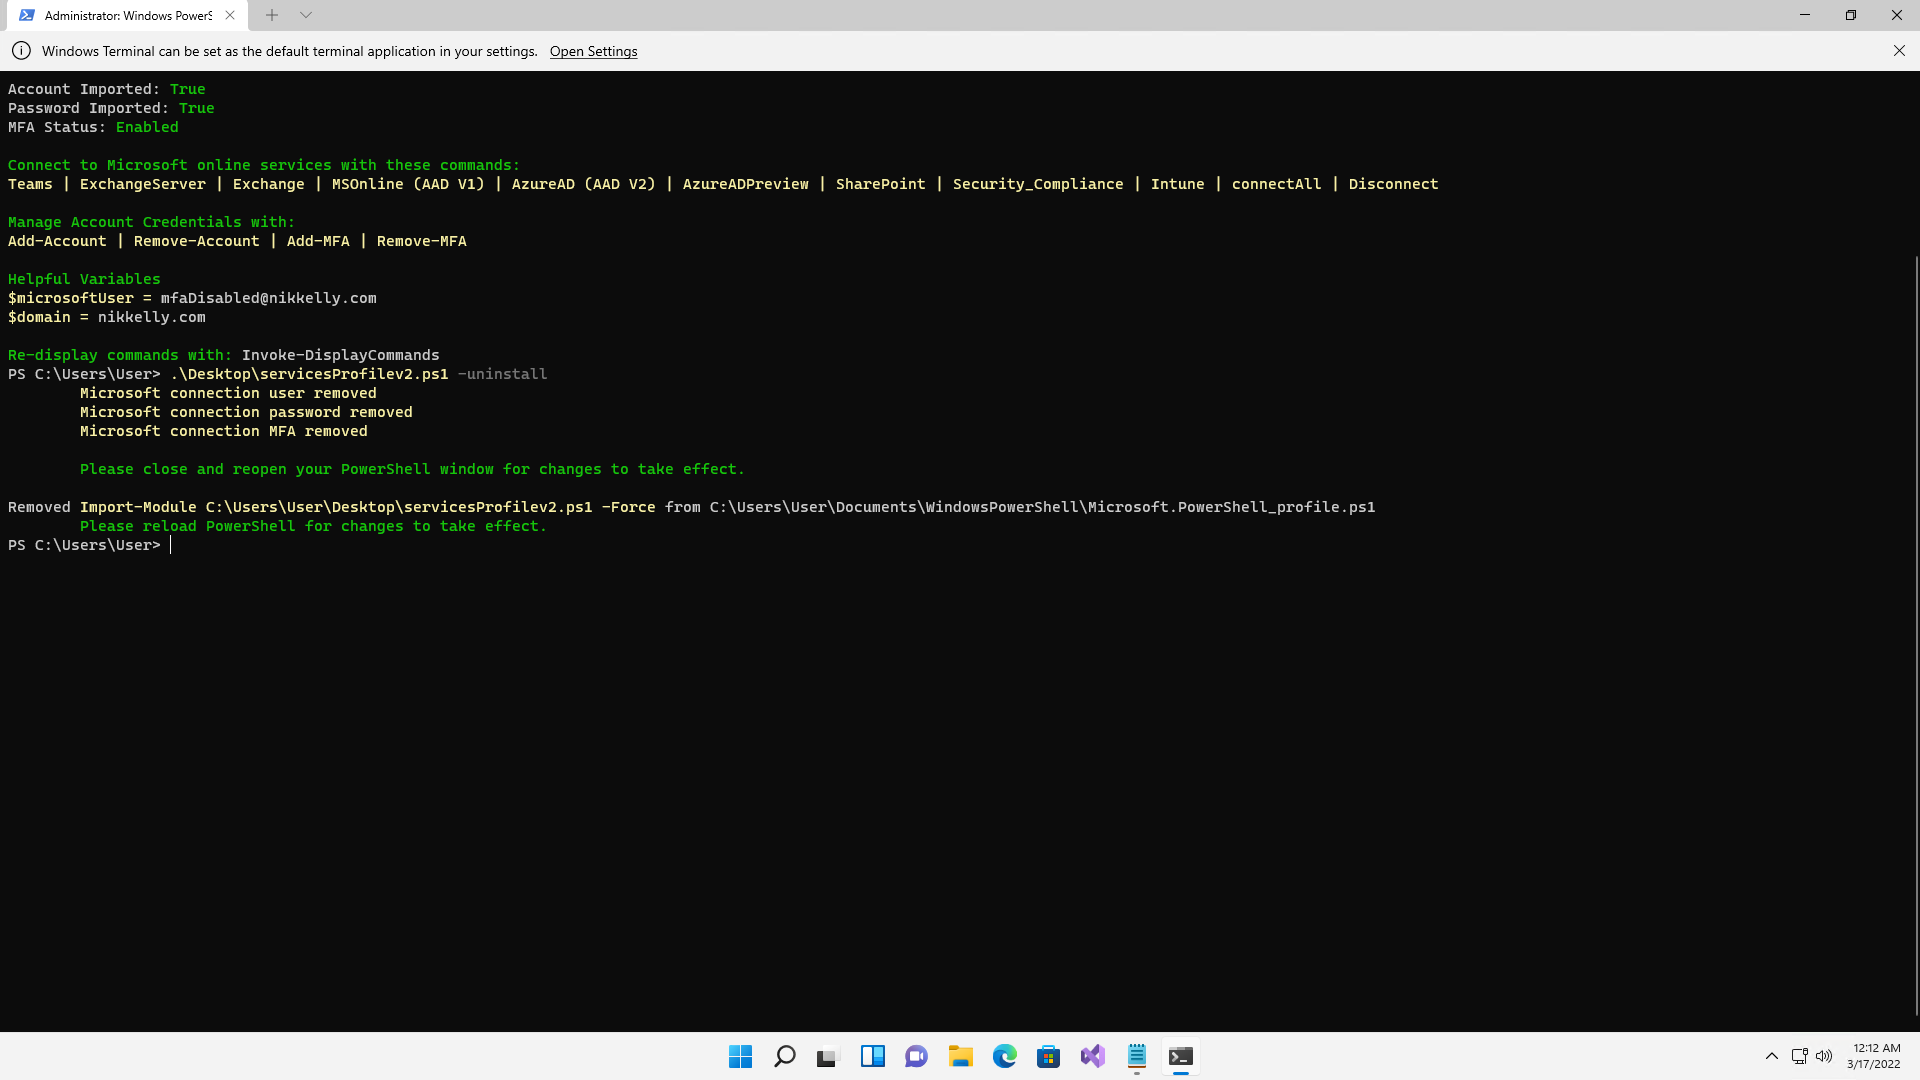 Administrator: Windows PowerS
Windows Terminal can be set as the default terminal application in your settings. Open Settings
Account Imported: True
Password Imported: True
MFA Status: Enabled
Connect to Microsoft online services with these commands:
Teams | ExchangeServer | Exchange | MSOnline (AAD V1) | AzureAD (AAD V2) | AzureADPreview | SharePoint | Security_Compliance | Intune | connectAll | Disconnect
Manage Account Credentials with:
Add-Account | Remove-Account | Add-MFA | Remove-MFA
Helpful Variables
$microsoftUser = mfaDisabled@nikkelly.com
$domain = nikkelly.com
Re-display commands with: Invoke-DisplayCommands
PS C:\Users\User> .\Desktop\servicesProfilev2.ps1 -uninstall
Microsoft connection user removed
Microsoft connection password removed
Microsoft connection MFA removed
Please close and reopen your PowerShell window for changes to take effect.
Removed Import-Module C:\Users\User\Desktop\servicesProfilev2.ps1 -Force from C:\Users\User\Documents\WindowsPowerShell\Microsoft.PowerShell_profile.ps1
Please reload PowerShell for changes to take effect.
PS C:\Users\User>
12:12 AM
3/17/2022